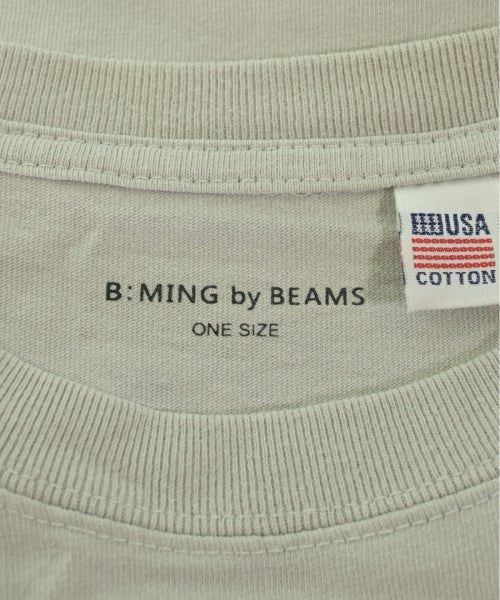 USA
COTTON
B:MING by BEAMS
ONE SIZE